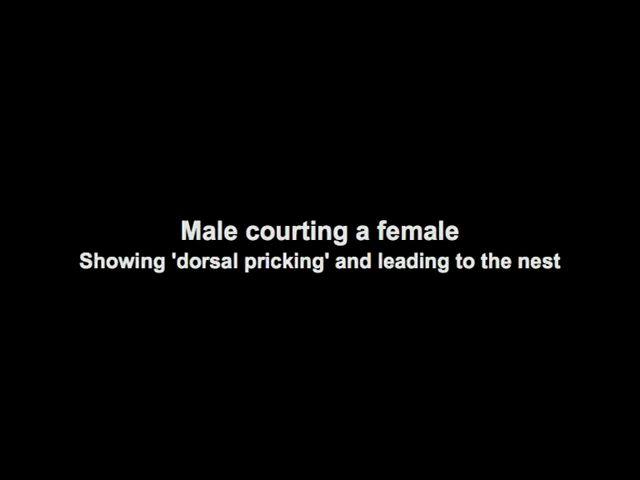 Male courting a female
Showing 'dorsal pricking' and leading to the nest